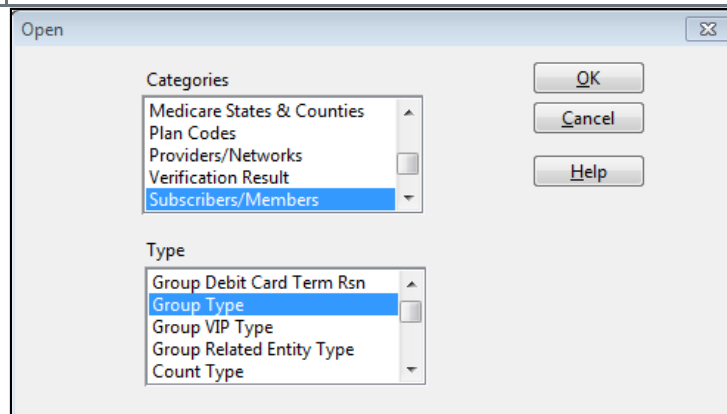 Open
Categories
OK
Medicare States & Counties
Plan Codes
Cancel
Providers/Networks
Verification Result
Help
Subscribers/Members
Type
Group Debit Card Term Rsn
Group Type
Group VIP Type
Group Related Entity Type
Count Type